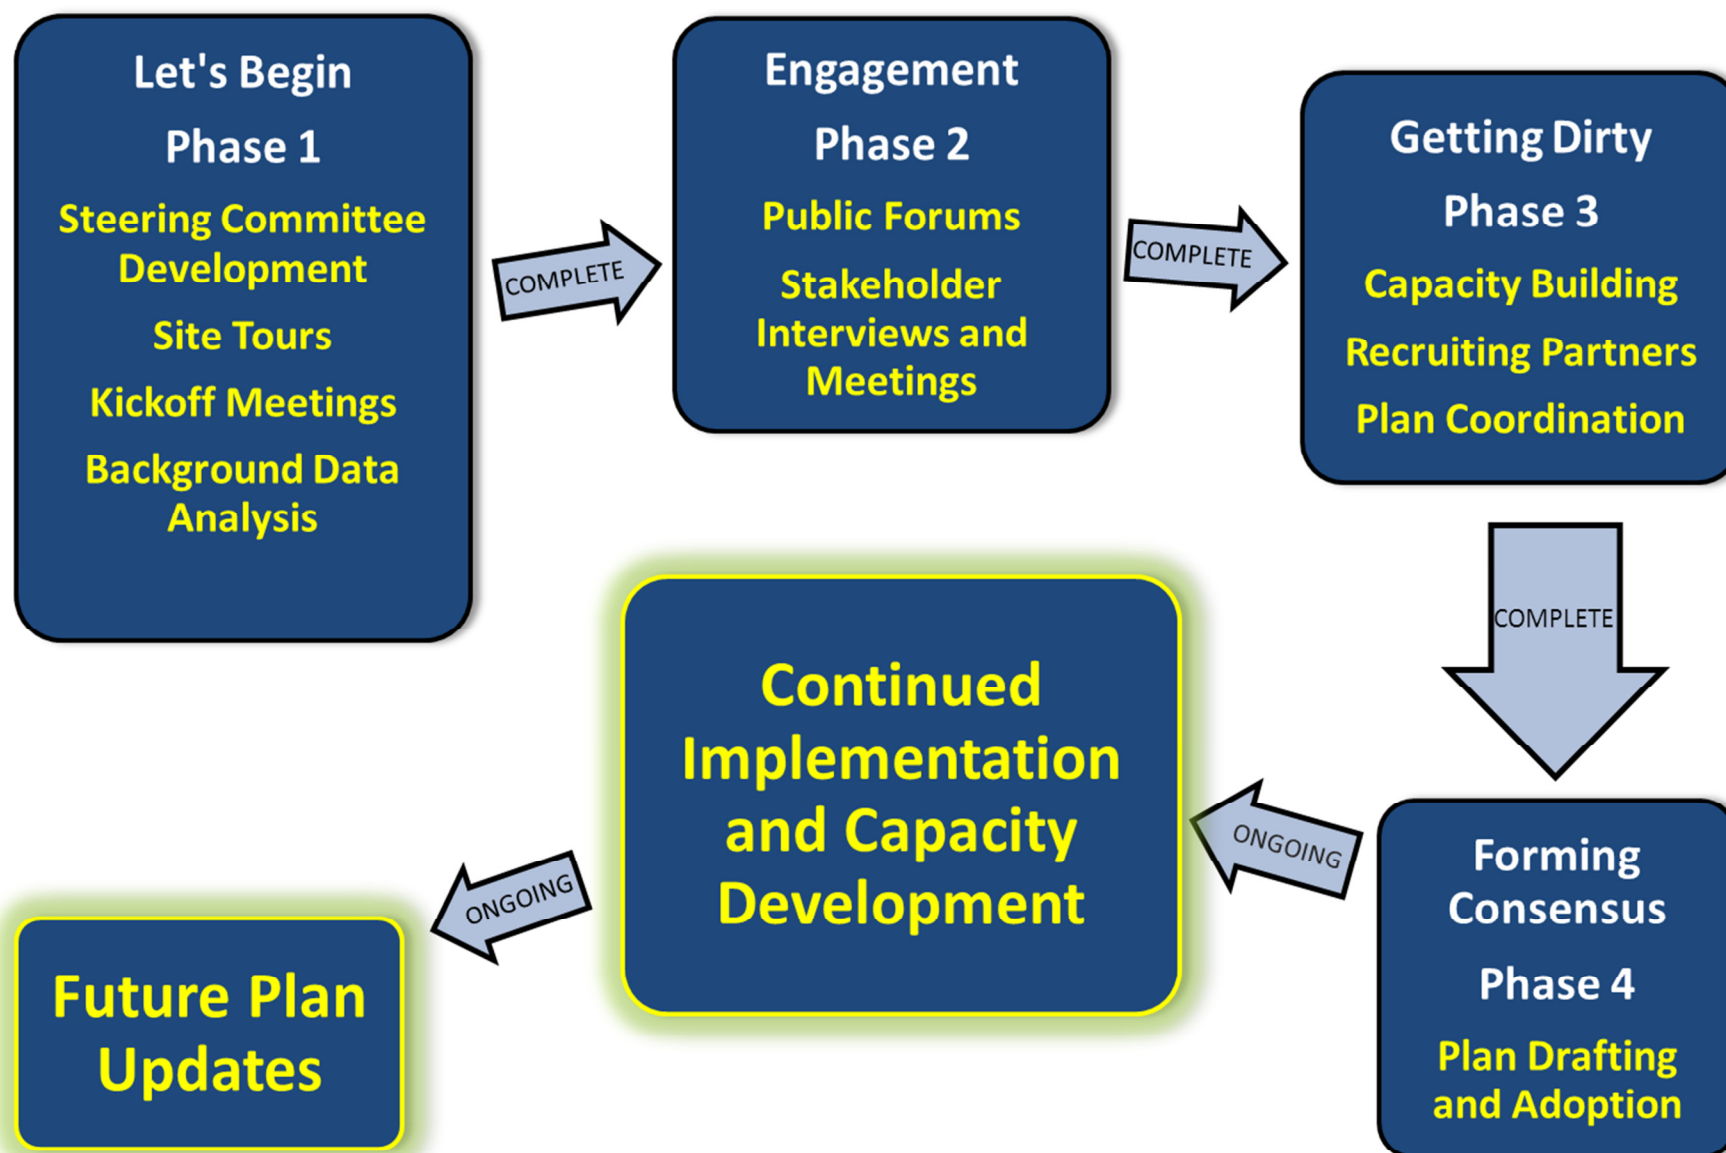 Let's Begin
Phase 1
Steering Committee
Development
Site Tours
Kickoff Meetings
Background Data
Analysis
COMPLETE
Engagement
Phase 2
Public Forums
Stakeholder
Interviews and
Meetings
COMPLETE
Getting Dirty
Phase 3
Capacity Building
Recruiting Partners
Plan Coordination
COMPLETE
Forming
Consensus
Phase 4
Plan Drafting
and Adoption
ONGOING
Continued
Implementation
and Capacity
Development
ONGOING
Future Plan
Updates